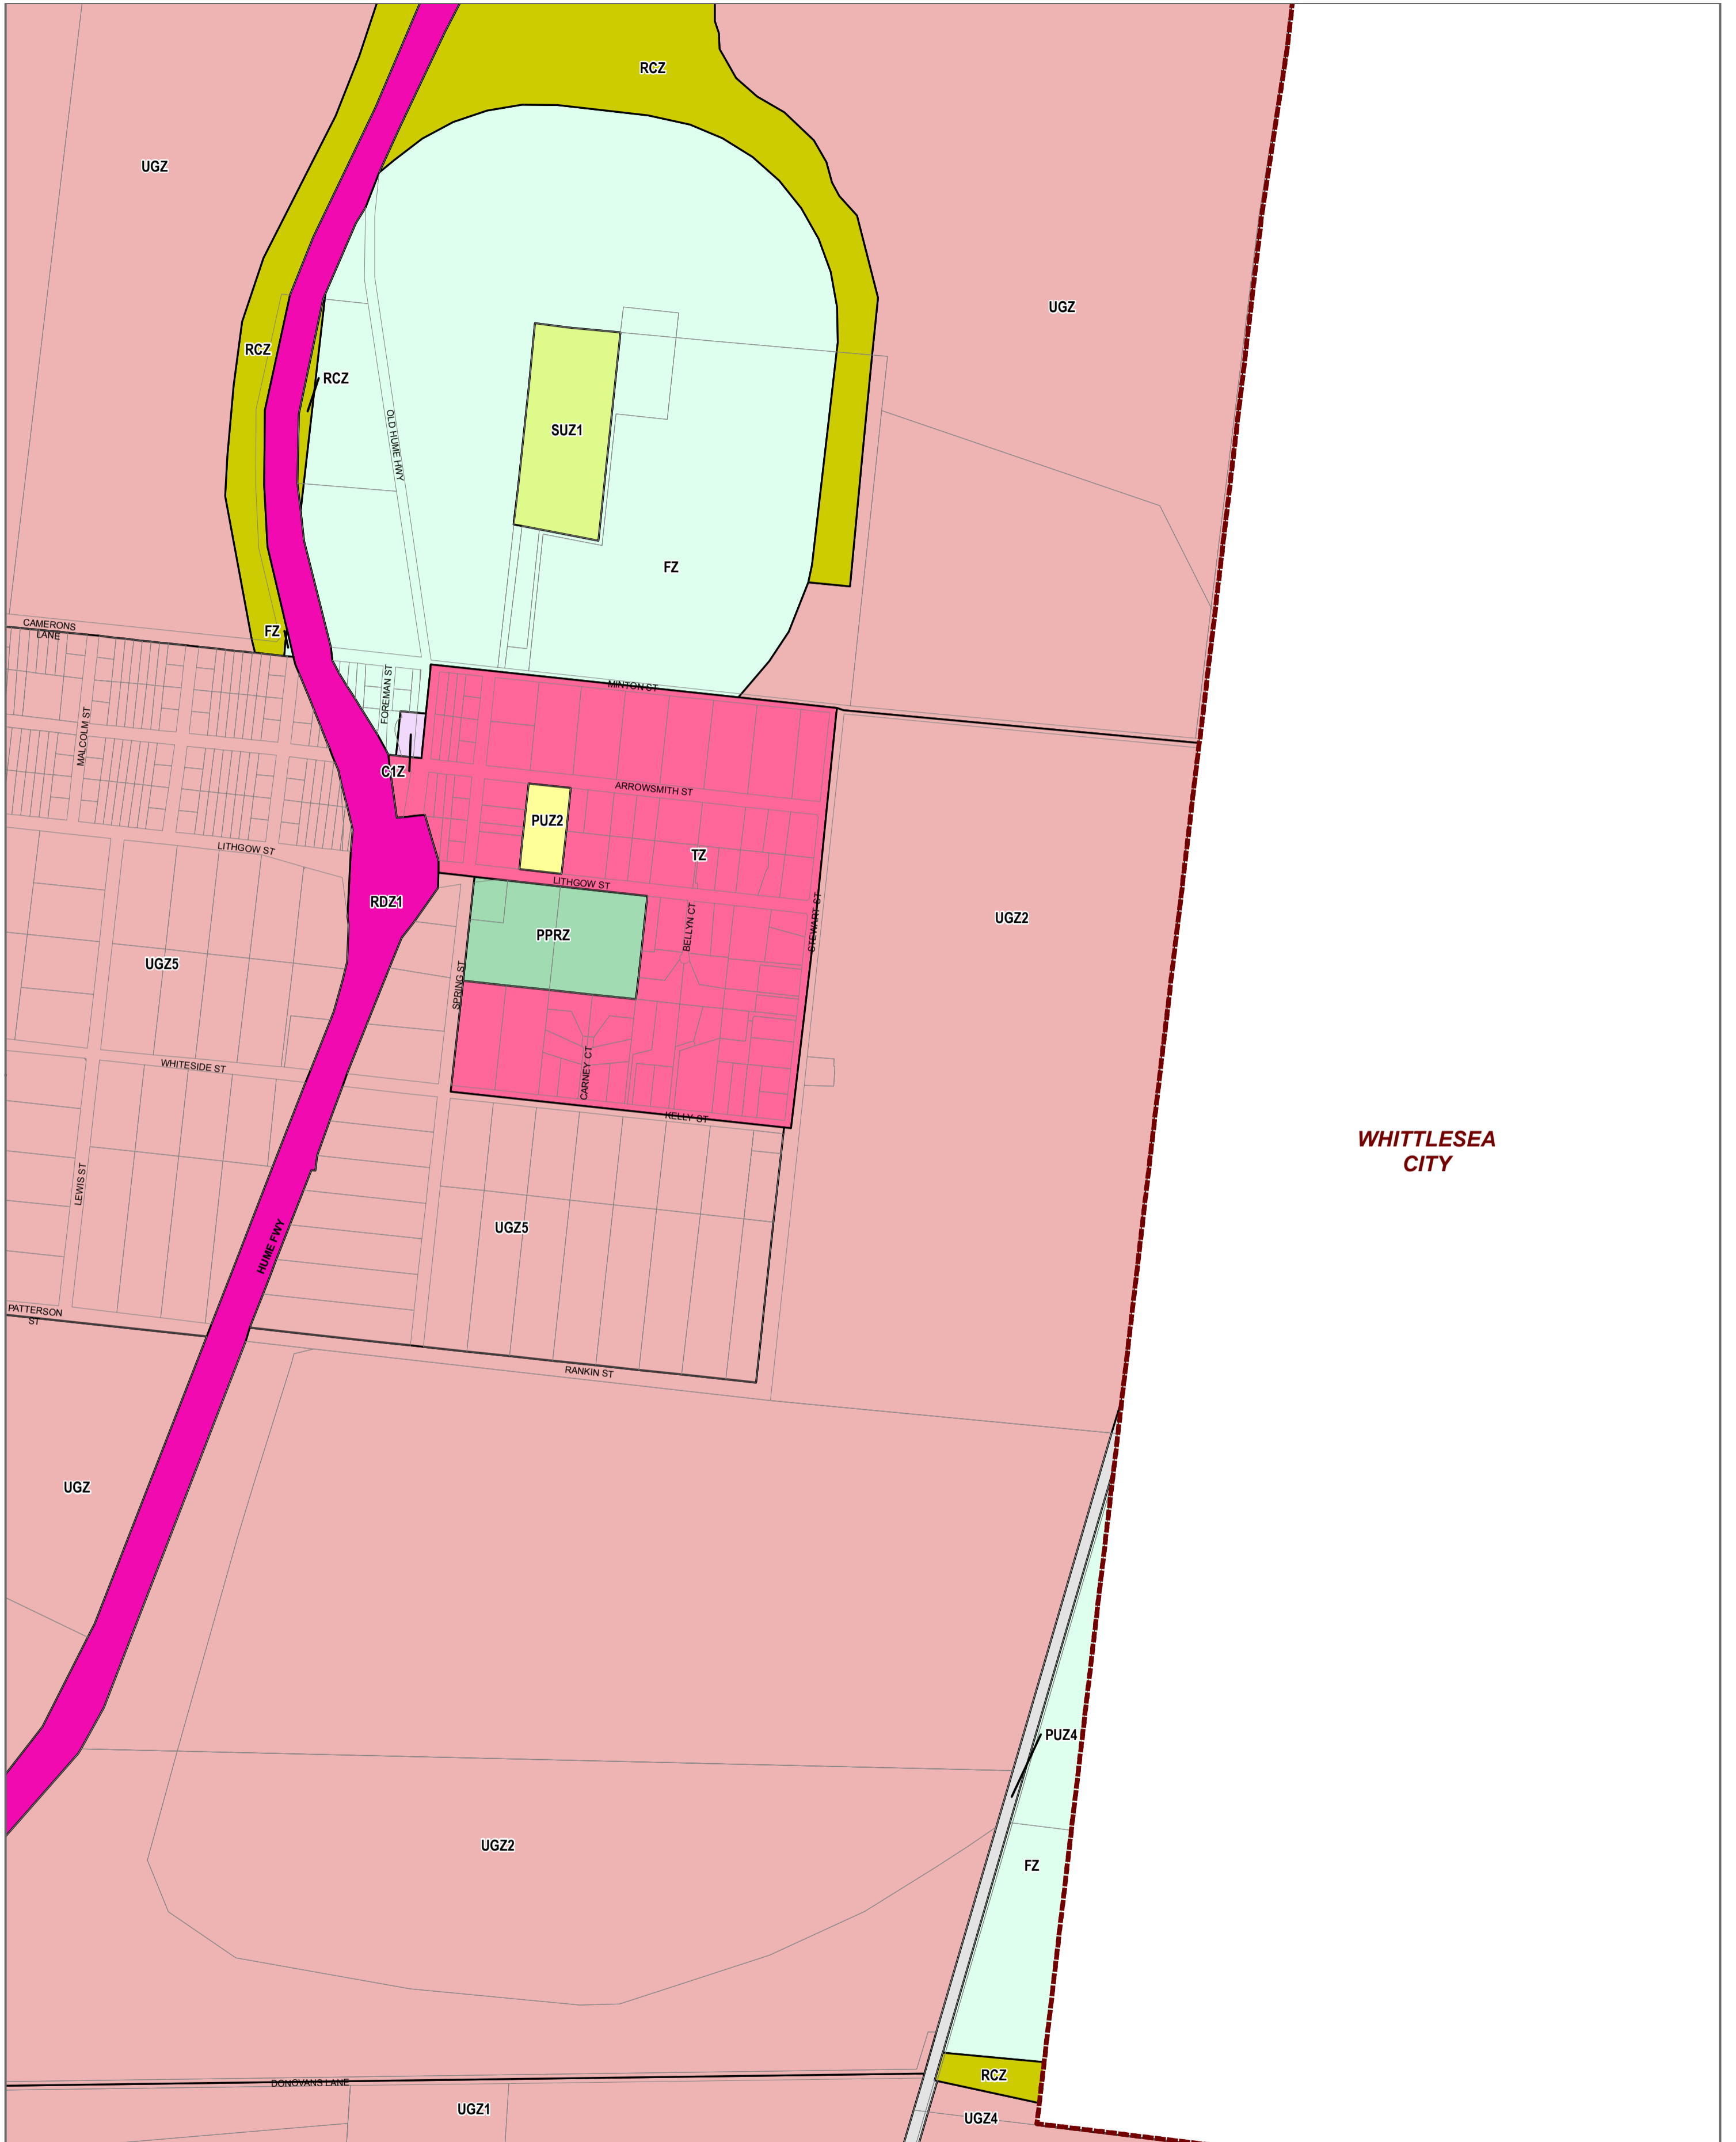 RCZ
UGZ
UGZ
RCZ
RCZ
OLD HUME HWY
SUZ1
FZ
CAMERONS
LANE
FZ
FOREMAN ST
MINTON ST
MALCOLM ST
C1Z
ARROWSMITH ST
PUZ2
LITHGOW ST
TZ
LITHGOW ST
RDZ1
STEWART ST
BELLYN CT
UGZ2
PPRZ
UGZ5
SPRING ST
WHITESIDE ST
CARNEY CT
KELLY ST
WHITTLESEA
CITY
LEWIS ST
UGZ5
HUME FWY
PATTERSON
ST
RANKIN ST
UGZ
PUZ4
UGZ2
FZ
RCZ
DONOVANS LANE
UGZ1
UGZ4